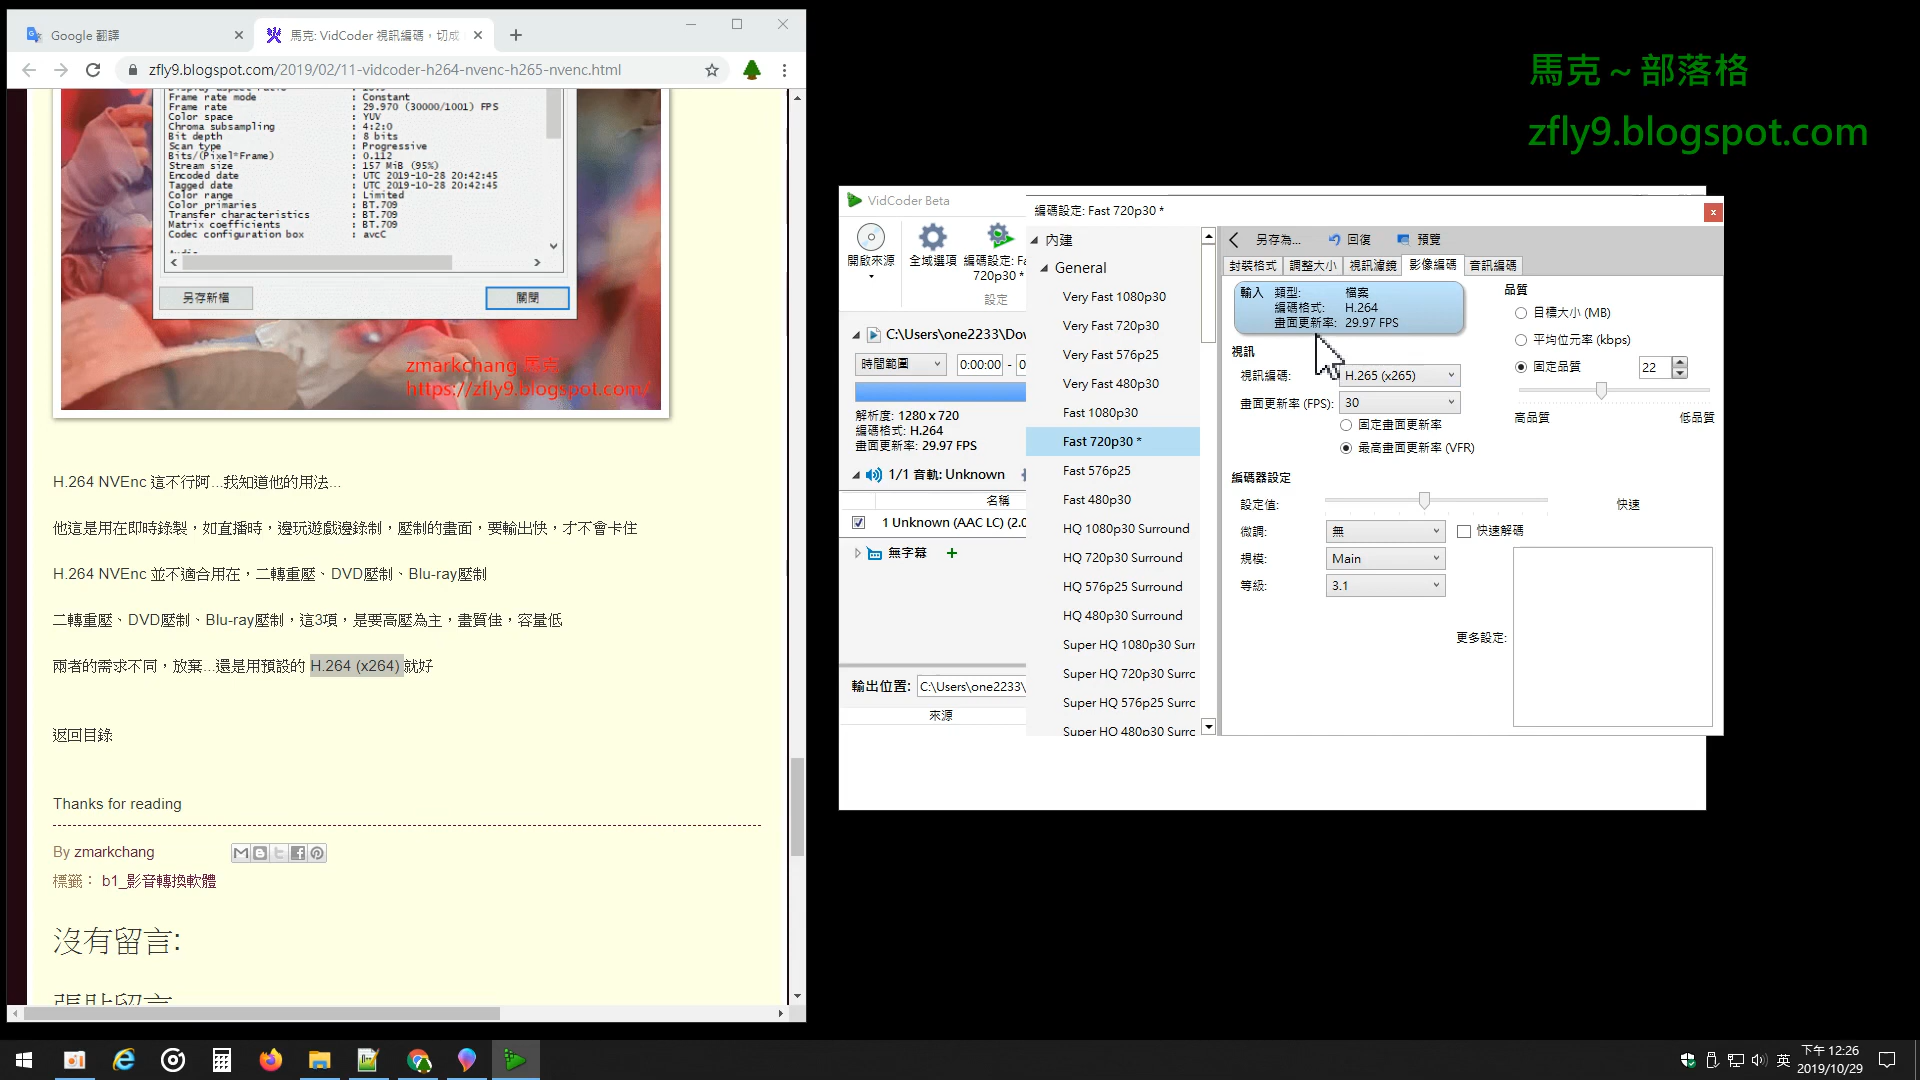 Google 翻譯
馬克: VidCoder 視訊編碼，切成
zfly9.blogspot.com/2019/02/11-vidcoder-h264-nvenc-h265-nvenc.html
Frame rate mode : Constant
Frame rate : 29.970 (30000/1001) FPS
Color space : YUV
Chroma subsampling : 4:2:0
Bit depth : 8 bits
Scan type : Progressive
Bits/(Pixel*Frame) : 0.112
Stream size : 157 MiB (95%)
Encoded date : UTC 2019-10-28 20:42:45
Tagged date : UTC 2019-10-28 20:42:45
Color range : Limited
Color primaries : BT.709
Transfer characteristics : BT.709
Matrix coefficients : BT.709
Codec configuration box : avcC
另存新檔
關閉
zmarkchang 馬克
https://zfly9.blogspot.com/
H.264 NVEnc 這不行阿...我知道他的用法...
他這是用在即時錄製，如直播時，邊玩遊戲邊錄制，壓制的畫面，要輸出快，才不會卡住
H.264 NVEnc 並不適合用在，二轉重壓、DVD壓制、Blu-ray壓制
二轉重壓、DVD壓制、Blu-ray壓制，這3項，是要高壓為主，畫質佳，容量低
兩者的需求不同，放棄...還是用預設的 H.264 (x264) 就好
返回目錄
Thanks for reading
By zmarkchang
標籤： b1_影音轉換軟體
沒有留言:
張貼留言
馬克～部落格
zfly9.blogspot.com
VidCoder Beta
開啟來源
全域選項
編碼設定: Fa
720p30 *
設定
C:\Users\one2233\Dov
時間範圍
0:00:00 - 0
解析度: 1280 x 720
編碼格式: H.264
畫面更新率: 29.97 FPS
1/1 音軌: Unknown
名稱
1 Unknown (AAC LC) (2.0
無字幕
輸出位置: C:\Users\one2233\
來源
編碼設定: Fast 720p30 *
內建
General
Very Fast 1080p30
Very Fast 720p30
Very Fast 576p25
Very Fast 480p30
Fast 1080p30
Fast 720p30 *
Fast 576p25
Fast 480p30
HQ 1080p30 Surround
HQ 720p30 Surround
HQ 576p25 Surround
HQ 480p30 Surround
Super HQ 1080p30 Surr
Super HQ 720p30 Surrc
Super HQ 576p25 Surrc
Super HQ 480p30 Surrc
另存為...
回復
預覽
封裝格式 調整大小 視訊濾鏡 影像編碼 音訊編碼
輸入 類型: 檔案
編碼格式: H.264
畫面更新率: 29.97 FPS
視訊
視訊編碼: H.265 (x265)
畫面更新率 (FPS): 30
固定畫面更新率
最高畫面更新率 (VFR)
編碼器設定
設定值: 快速
微調: 無 快速解碼
規模: Main
等級: 3.1
更多設定:
品質
目標大小 (MB)
平均位元率 (kbps)
固定品質 22
高品質 低品質
英
下午 12:26
2019/10/29